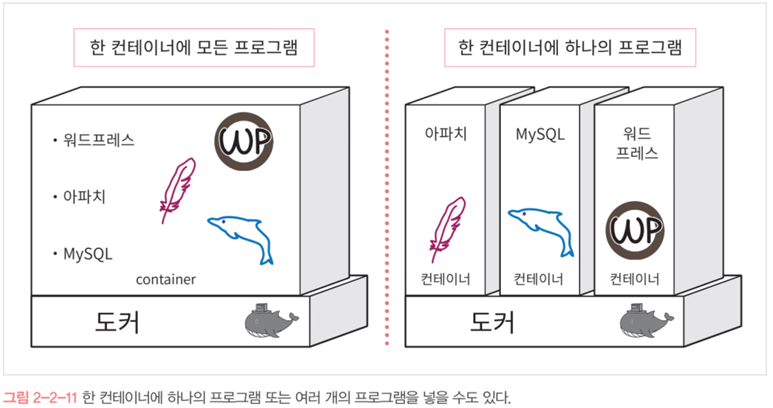 한 컨테이너에 모든 프로그램
• 워드프레스
WP
• 아파치
• MySQL
container
도커
한 컨테이너에 하나의 프로그램
아파치
컨테이너
MySQL
컨테이너
워드
프레스
WP
컨테이너
도커
그림 2-2-11 한 컨테이너에 하나의 프로그램 또는 여러 개의 프로그램을 넣을 수도 있다.